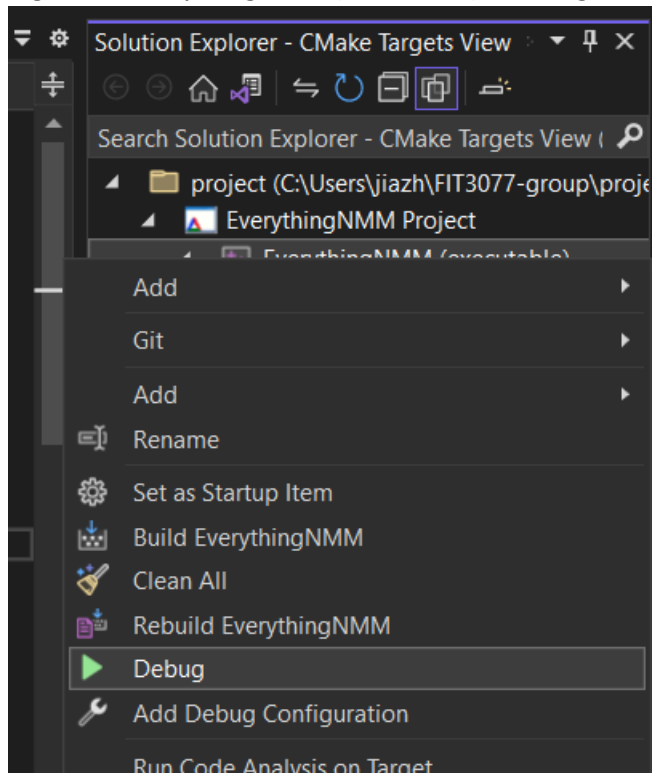 Solution Explorer - CMake Targets View
Search Solution Explorer - CMake Targets View (
project (C:\Users\jiazh\FIT3077-group\proje
EverythingNMM Project
EverythingNMM (executable)
Add
Git
Add
Rename
Set as Startup Item
Build EverythingNMM
Clean All
Rebuild EverythingNMM
Debug
Add Debug Configuration
Run Code Analysis on Target